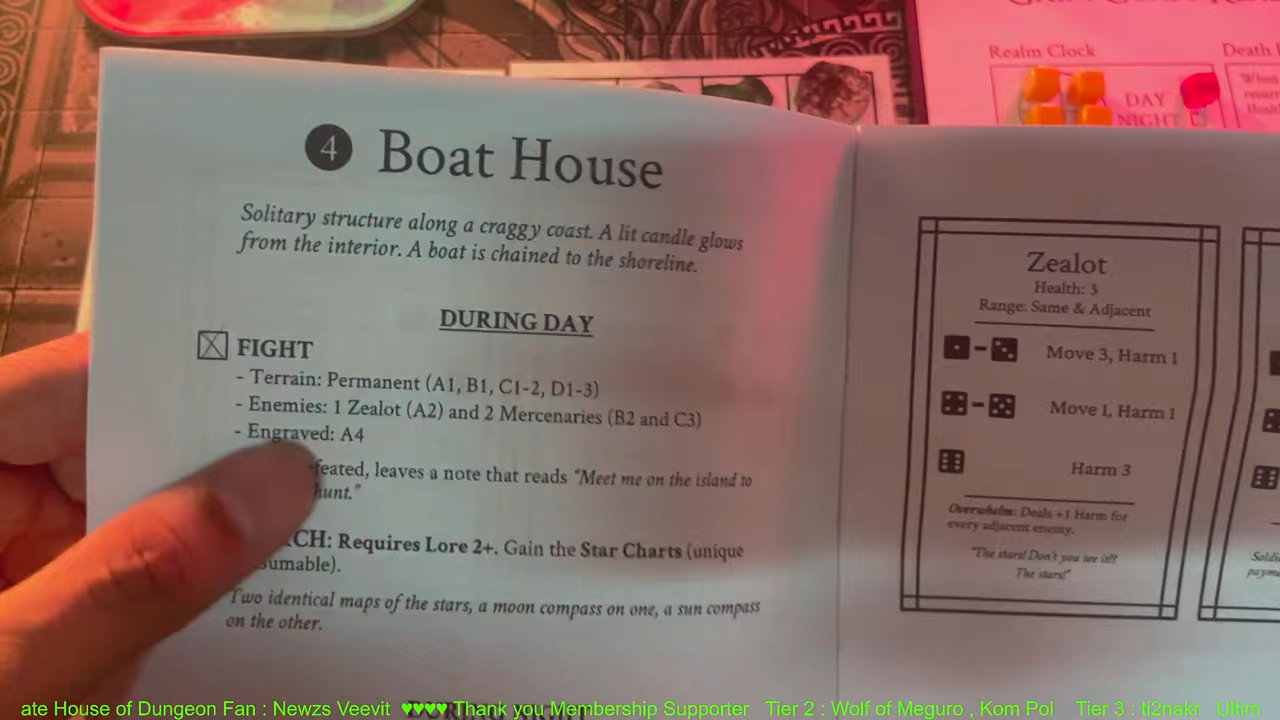 Realm Clock
DAY
NIGHT
4 Boat House
Solitary structure along a craggy coast. A lit candle glows
from the interior. A boat is chained to the shoreline.
DURING DAY
FIGHT
- Terrain: Permanent (A1, B1, C1-2, D1-3)
- Enemies: 1 Zealot (A2) and 2 Mercenaries (B2 and C3)
- Engraved: A4
leaves a note that reads "Meet me on the island to
hunt."
Requires Lore 2+. Gain the Star Charts (unique
Two identical maps of the stars, a moon compass on one, a sun compass
on the other.
Zealot
Health: 3
Range: Same & Adjacent
Move 3, Harm 1
Move 1, Harm 1
Harm 3
Overwhelm: Deals +1 Harm for
every adjacent enemy.
"The stars! Don't you see it?!
The stars!"
ate House of Dungeon Fan : Newzs Veevit ♥♥♥♥ Thank you Membership Supporter Tier 2 : Wolf of Meguro , Kom Pol Tier 3 : ti2nakr Ultim